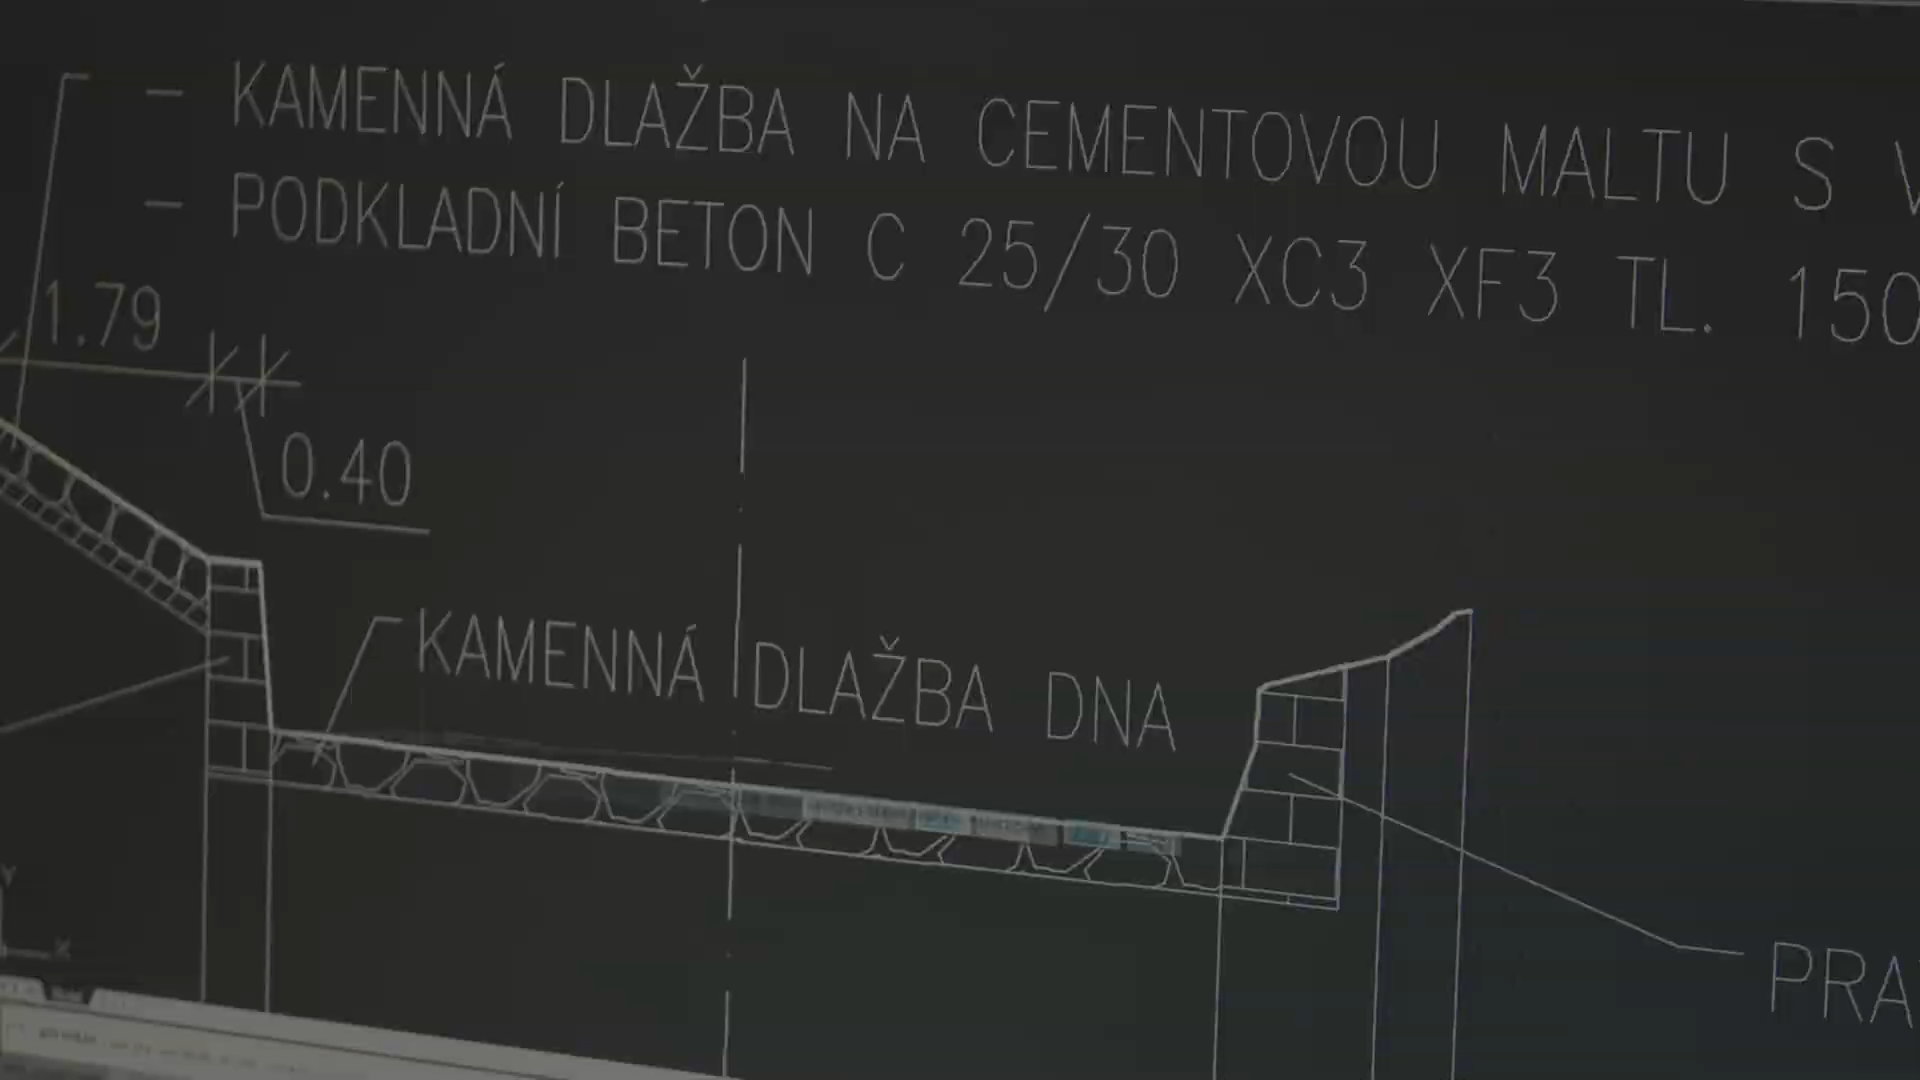 - KAMENNÁ DLAŽBA NA CEMENTOVOU MALTU S V
- PODKLADNÍ BETON C 25/30 XC3 XF3 TL. 150
1.79
0.40
KAMENNÁ DLAŽBA DNA
PRA
Y
X